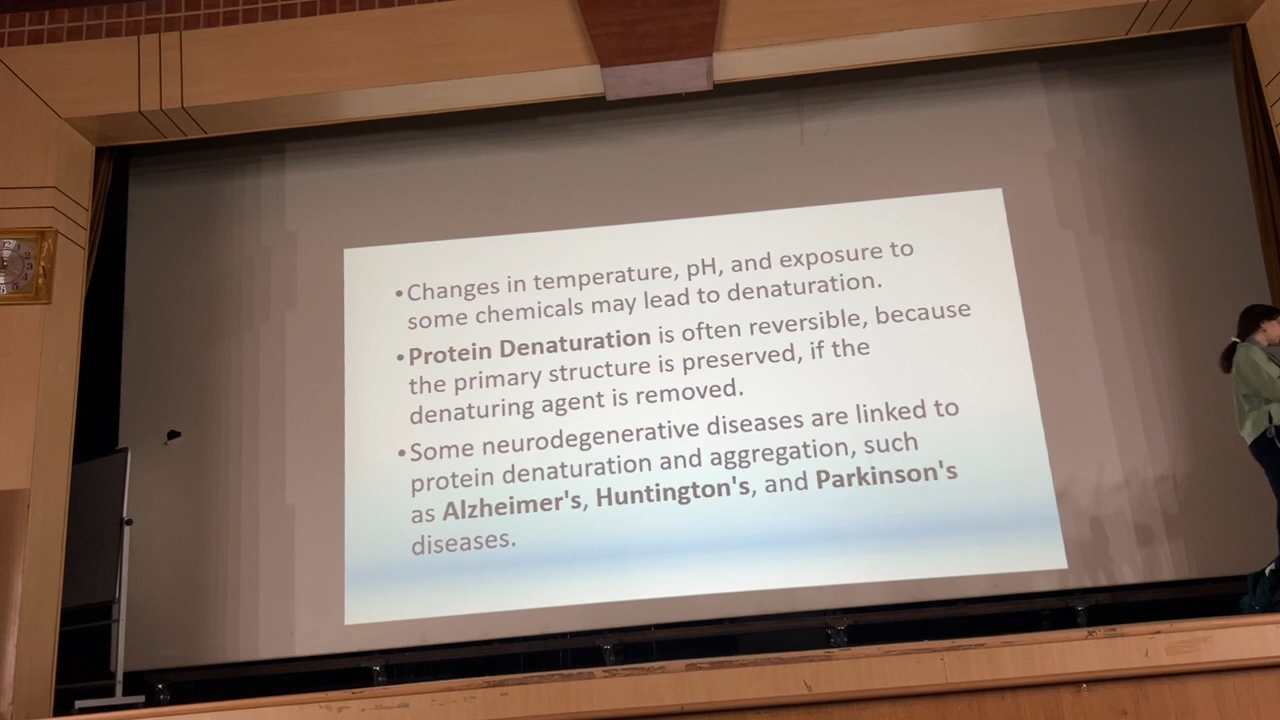 •Changes in temperature, pH, and exposure to
some chemicals may lead to denaturation.
•Protein Denaturation is often reversible, because
the primary structure is preserved, if the
denaturing agent is removed.
•Some neurodegenerative diseases are linked to
protein denaturation and aggregation, such
as Alzheimer's, Huntington's, and Parkinson's
diseases.